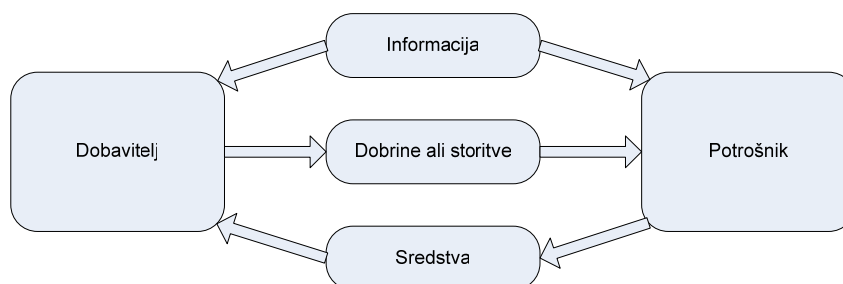 Informacija
Dobavitelj
Dobrine ali storitve
Potrošnik
Sredstva